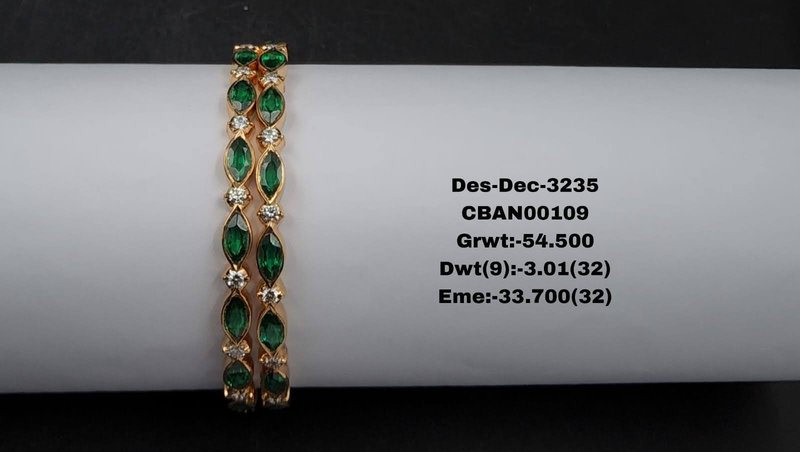 Des-Dec-3235
CBAN00109
Grwt:-54.500
Dwt(9):-3.01(32)
Eme:-33.700(32)